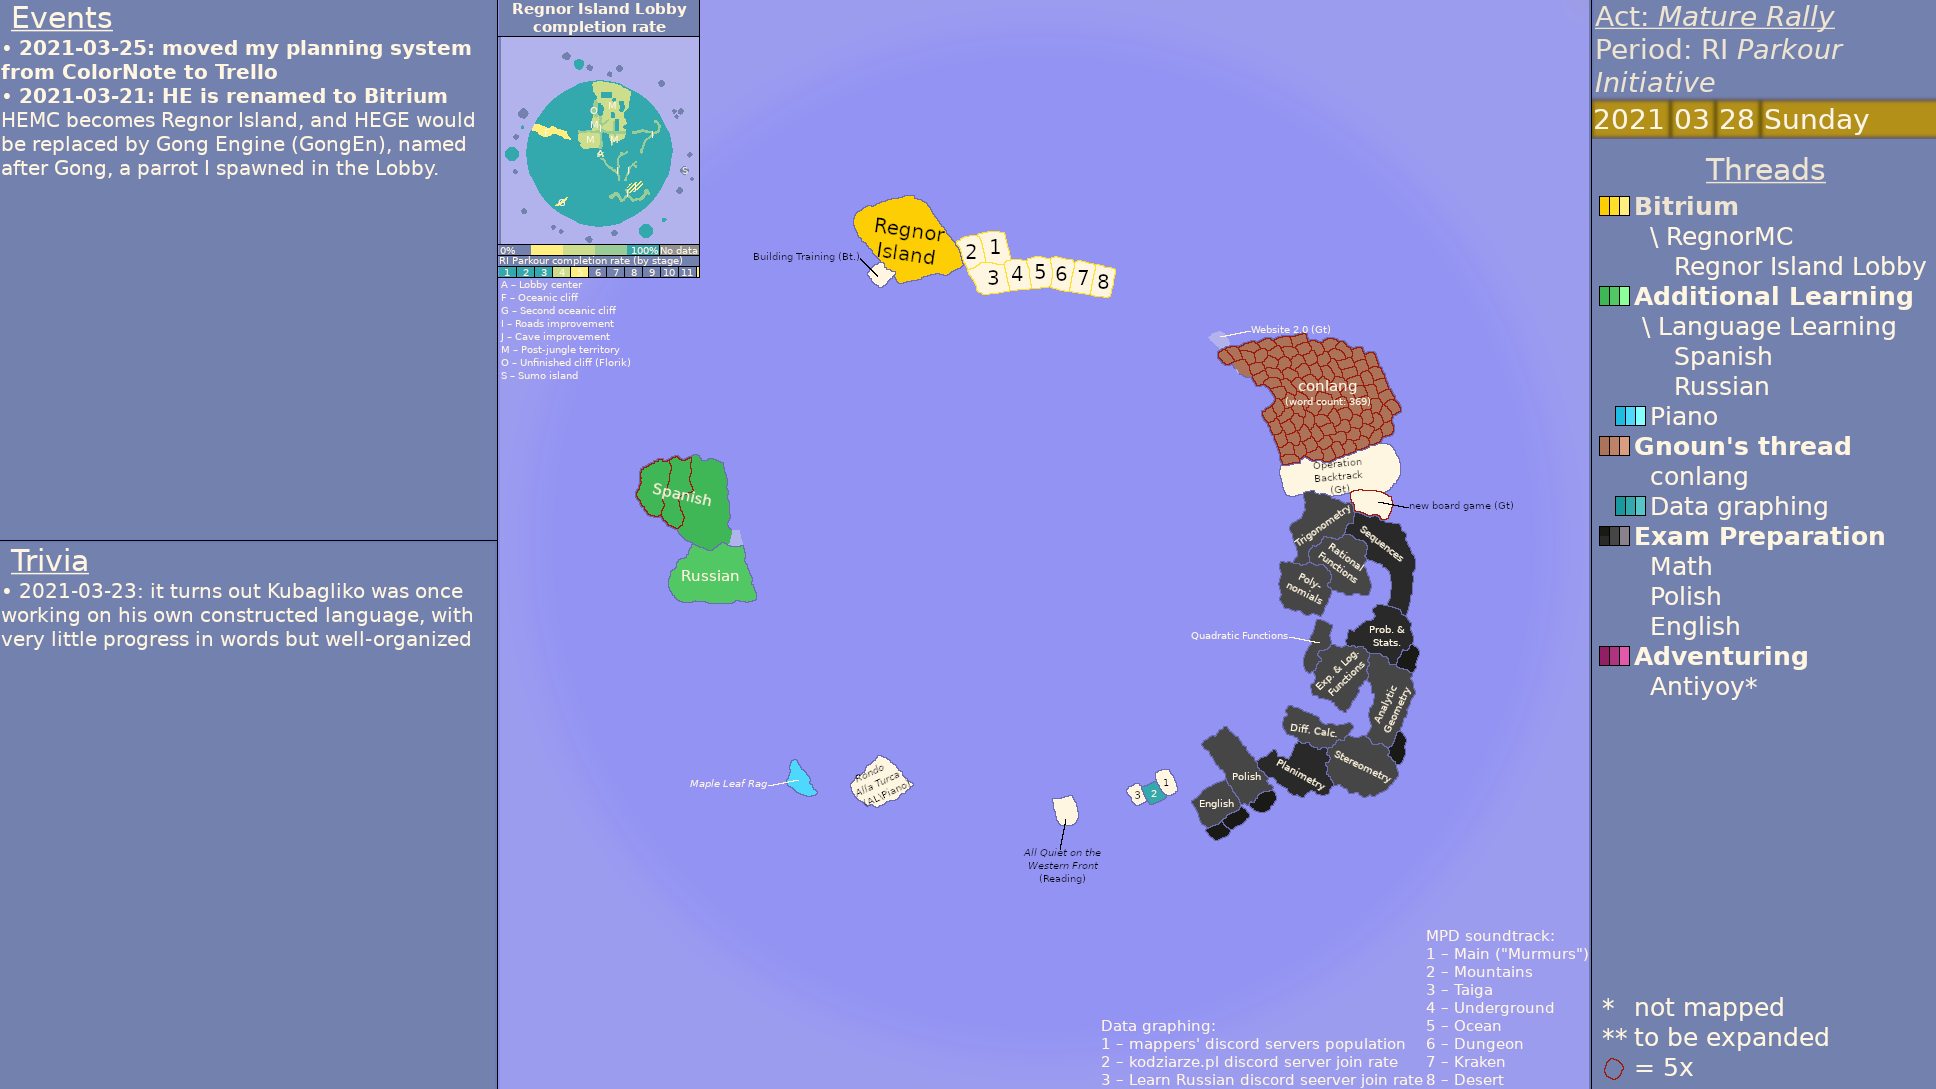 Events
• 2021-03-25: moved my planning system
from ColorNote to Trello
• 2021-03-21: HE is renamed to Bitrium
HEMC becomes Regnor Island, and HEGE would
be replaced by Gong Engine (GongEn), named
after Gong, a parrot I spawned in the Lobby.
Trivia
• 2021-03-23: it turns out Kubagliko was once
working on his own constructed language, with
very little progress in words but well-organized
Regnor Island Lobby
completion rate
O
M
M
M
M
A
J
I
I
S
G
0%
100%
No data
RI Parkour completion rate (by stage)
1 2 3 4 5 6 7 8 9 10 11
A – Lobby center
F – Oceanic cliff
G – Second oceanic cliff
I – Roads improvement
J – Cave improvement
M – Post-jungle territory
O – Unfinished cliff (Florik)
S – Sumo island
Regnor
Island
Building Training (Bt.)
2 1
3 4 5 6 7 8
Website 2.0 (Gt)
conlang
(word count: 369)
Operation
Backtrack
(Gt)
new board game (Gt)
Spanish
Russian
Trigonometry
Sequences
Rational
Functions
Poly-
nomials
Quadratic Functions
Prob. &
Stats.
Exp. & Log.
Functions
Analytic
Geometry
Diff. Calc.
Stereometry
Planimetry
Polish
English
Maple Leaf Rag
Rondo
Alla Turca
(AL\Piano)
3 2 1
All Quiet on the
Western Front
(Reading)
Data graphing:
1 – mappers' discord servers population
2 – kodziarze.pl discord server join rate
3 – Learn Russian discord seerver join rate
MPD soundtrack:
1 – Main ("Murmurs")
2 – Mountains
3 – Taiga
4 – Underground
5 – Ocean
6 – Dungeon
7 – Kraken
8 – Desert
Act: Mature Rally
Period: RI Parkour
Initiative
2021 03 28 Sunday
Threads
Bitrium
\ RegnorMC
Regnor Island Lobby
Additional Learning
\ Language Learning
Spanish
Russian
Piano
Gnoun's thread
conlang
Data graphing
Exam Preparation
Math
Polish
English
Adventuring
Antiyoy*
* not mapped
** to be expanded
= 5x